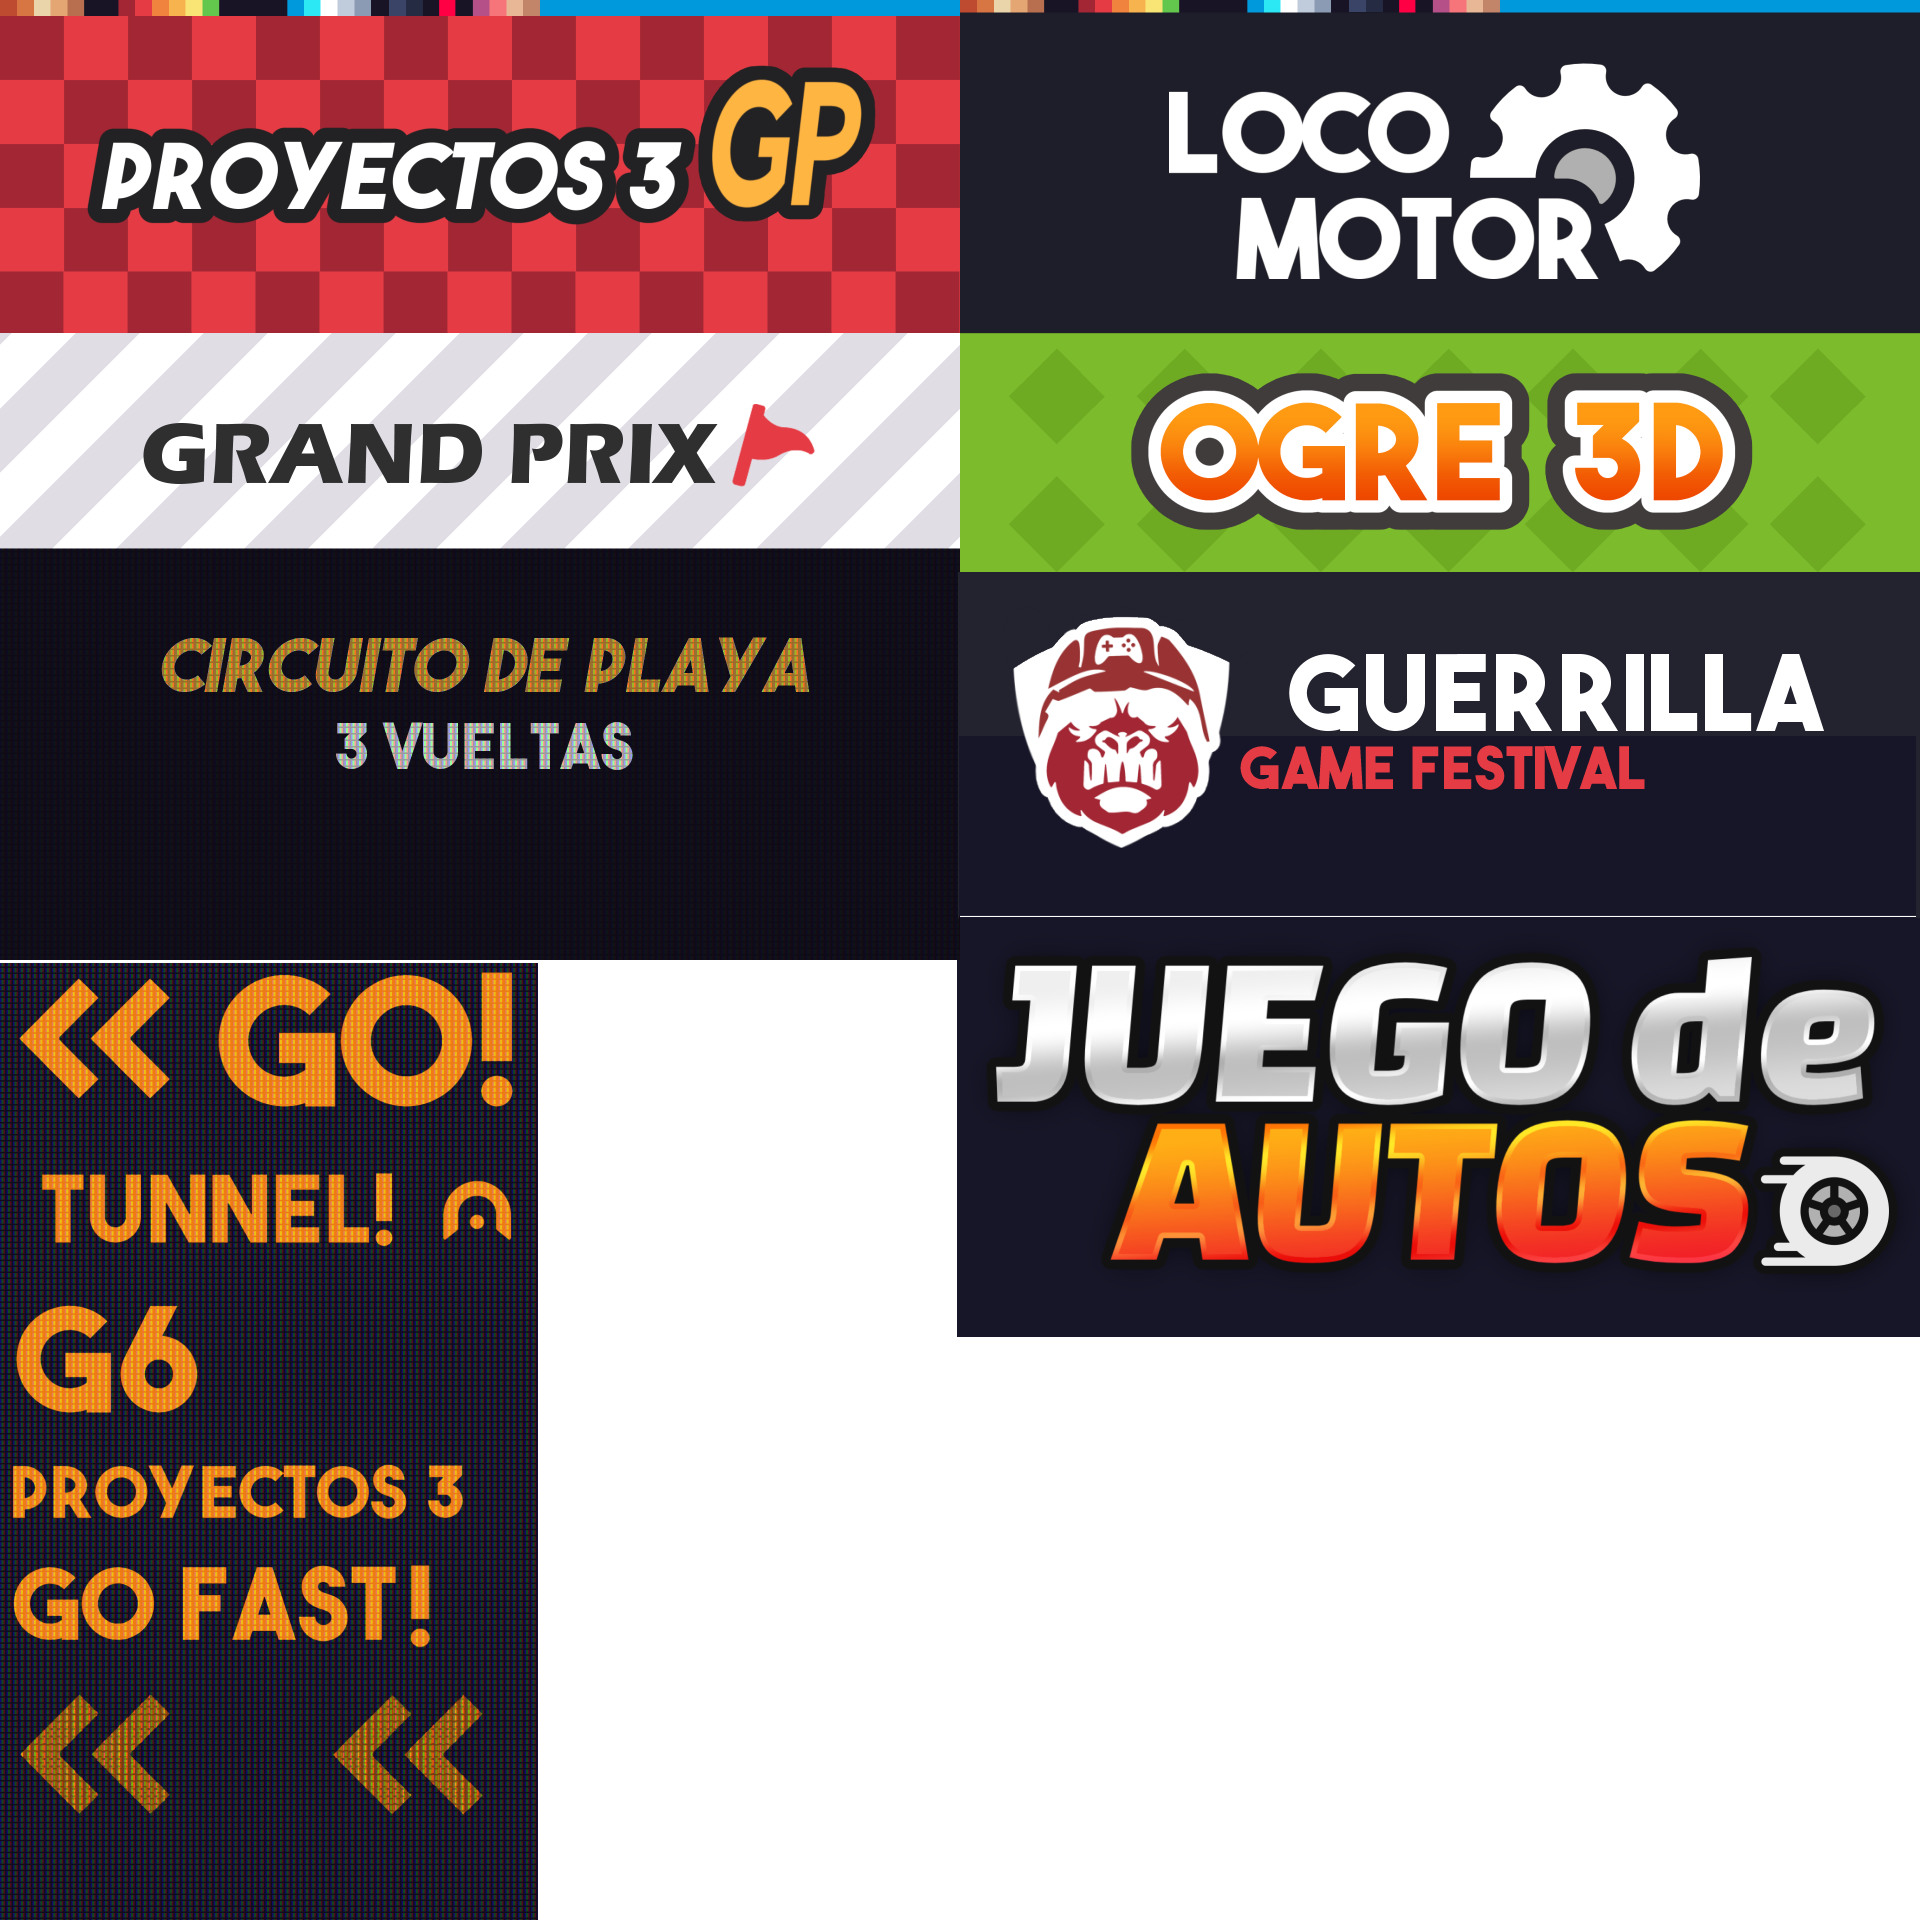 PROYECTOS 3 GP
GRAND PRIX
CIRCUITO DE PLAYA
3 VUELTAS
GO!
TUNNEL!
G6
PROYECTOS 3
GO FAST!
LOCO
MOTOR
OGRE 3D
GUERRILLA
GAME FESTIVAL
JUEGO de
AUTOS